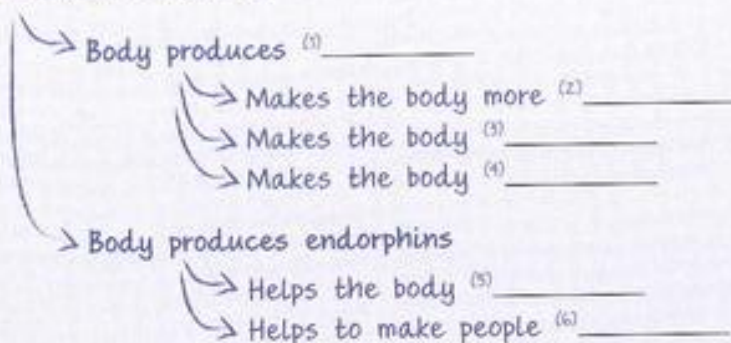 Body produces (1)
Makes the body more (2)
Makes the body (3)
Makes the body (4)
Body produces endorphins
Helps the body (5)
Helps to make people (6)